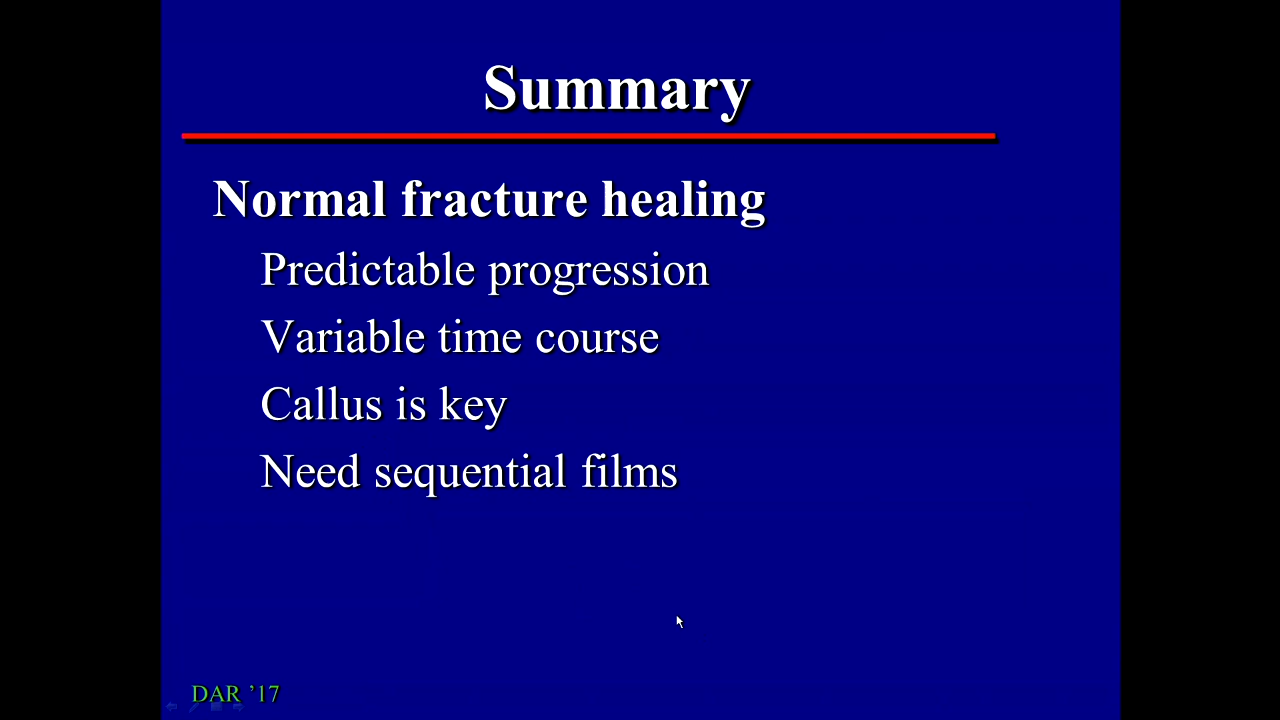 Summary
Normal fracture healing
Predictable progression
Variable time course
Callus is key
Need sequential films
DAR ’17